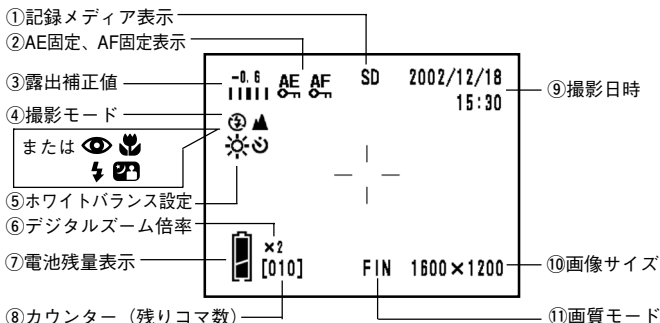 ①記録メディア表示
②AE固定、AF固定表示
③露出補正値
④撮影モード
または
⑤ホワイトバランス設定
⑥デジタルズーム倍率
⑦電池残量表示
⑧カウンター（残りコマ数）
-0.6 AE AF SD 2002/12/18
15:30
×2
[010] FIN 1600×1200
⑨撮影日時
⑩画像サイズ
⑪画質モード